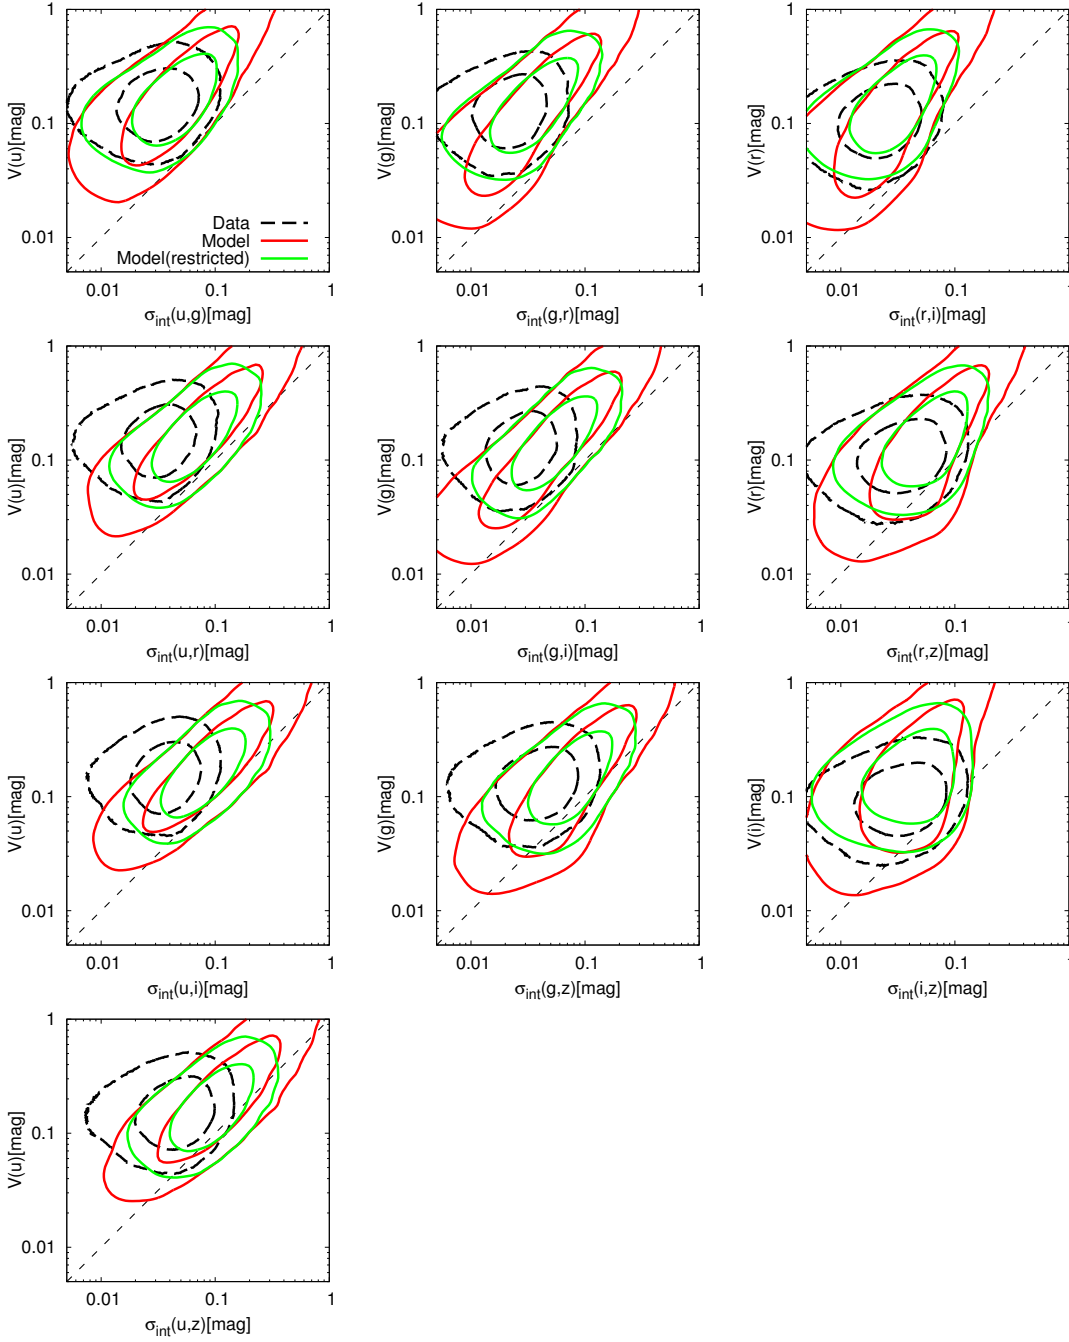 1
0.1
0.01
V(u)[mag]
0.01 0.1 1
σint(u,g)[mag]
Data
Model
Model(restricted)
1
0.1
0.01
V(g)[mag]
0.01 0.1 1
σint(g,r)[mag]
1
0.1
0.01
V(r)[mag]
0.01 0.1 1
σint(r,i)[mag]
1
0.1
0.01
V(u)[mag]
0.01 0.1 1
σint(u,r)[mag]
1
0.1
0.01
V(g)[mag]
0.01 0.1 1
σint(g,i)[mag]
1
0.1
0.01
V(r)[mag]
0.01 0.1 1
σint(r,z)[mag]
1
0.1
0.01
V(u)[mag]
0.01 0.1 1
σint(u,i)[mag]
1
0.1
0.01
V(g)[mag]
0.01 0.1 1
σint(g,z)[mag]
1
0.1
0.01
V(i)[mag]
0.01 0.1 1
σint(i,z)[mag]
1
0.1
0.01
V(u)[mag]
0.01 0.1 1
σint(u,z)[mag]